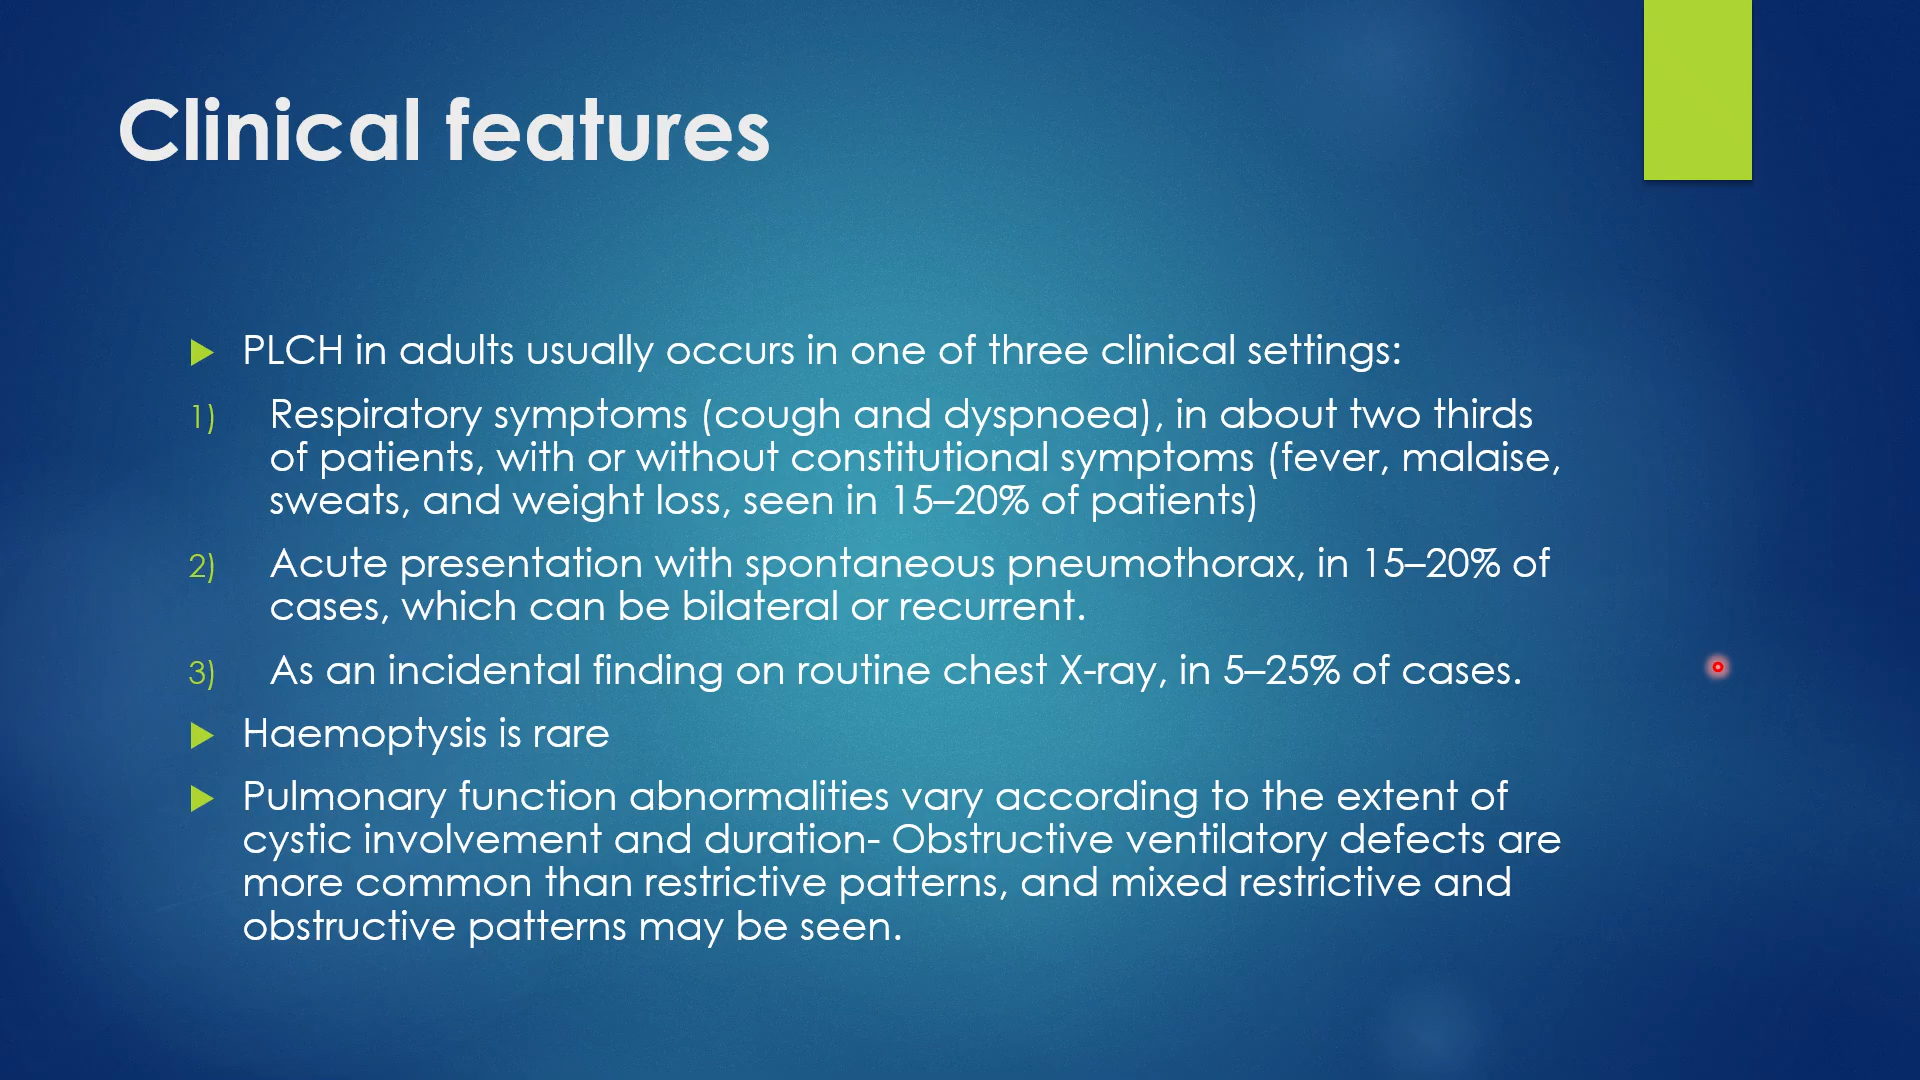 Clinical features
PLCH in adults usually occurs in one of three clinical settings:
1) Respiratory symptoms (cough and dyspnoea), in about two thirds
of patients, with or without constitutional symptoms (fever, malaise,
sweats, and weight loss, seen in 15–20% of patients)
2) Acute presentation with spontaneous pneumothorax, in 15–20% of
cases, which can be bilateral or recurrent.
3) As an incidental finding on routine chest X-ray, in 5–25% of cases.
Haemoptysis is rare
Pulmonary function abnormalities vary according to the extent of
cystic involvement and duration- Obstructive ventilatory defects are
more common than restrictive patterns, and mixed restrictive and
obstructive patterns may be seen.